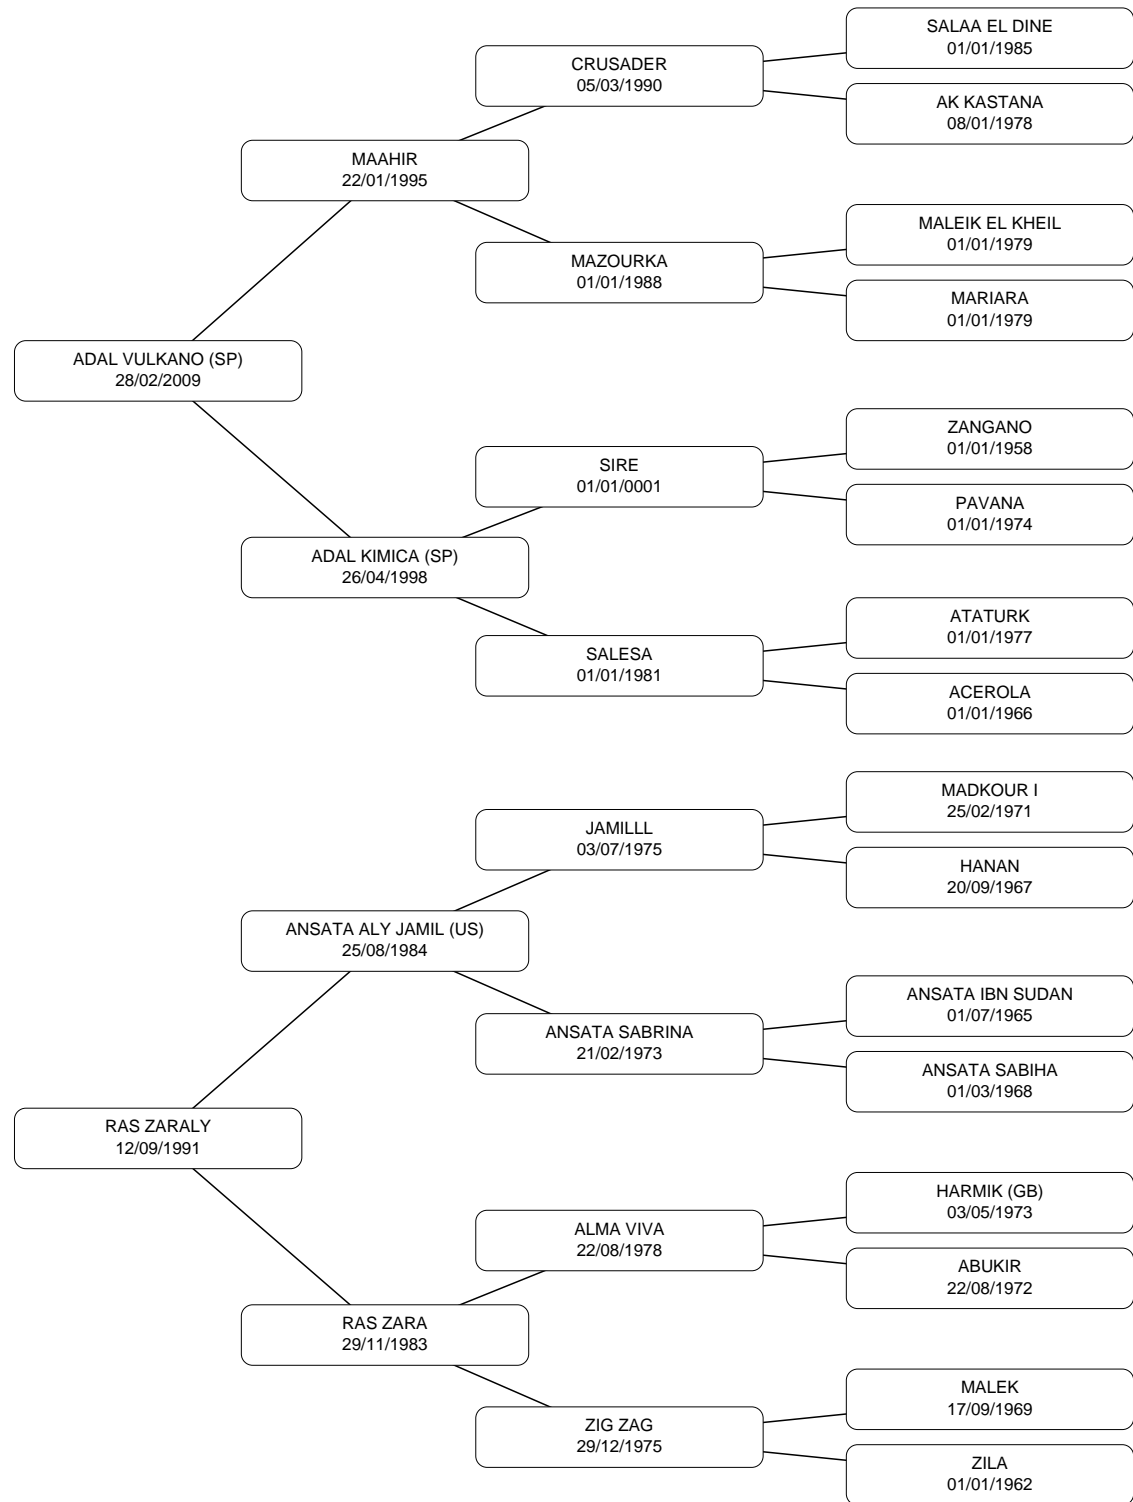 SALAA EL DINE
01/01/1985
CRUSADER
05/03/1990
AK KASTANA
08/01/1978
MAAHIR
22/01/1995
MALEIK EL KHEIL
01/01/1979
MAZOURKA
01/01/1988
MARIARA
01/01/1979
ADAL VULKANO (SP)
28/02/2009
ZANGANO
01/01/1958
SIRE
01/01/0001
PAVANA
01/01/1974
ADAL KIMICA (SP)
26/04/1998
ATATURK
01/01/1977
SALESA
01/01/1981
ACEROLA
01/01/1966
MADKOUR I
25/02/1971
JAMILLL
03/07/1975
HANAN
20/09/1967
ANSATA ALY JAMIL (US)
25/08/1984
ANSATA IBN SUDAN
01/07/1965
ANSATA SABRINA
21/02/1973
ANSATA SABIHA
01/03/1968
RAS ZARALY
12/09/1991
HARMIK (GB)
03/05/1973
ALMA VIVA
22/08/1978
ABUKIR
22/08/1972
RAS ZARA
29/11/1983
MALEK
17/09/1969
ZIG ZAG
29/12/1975
ZILA
01/01/1962